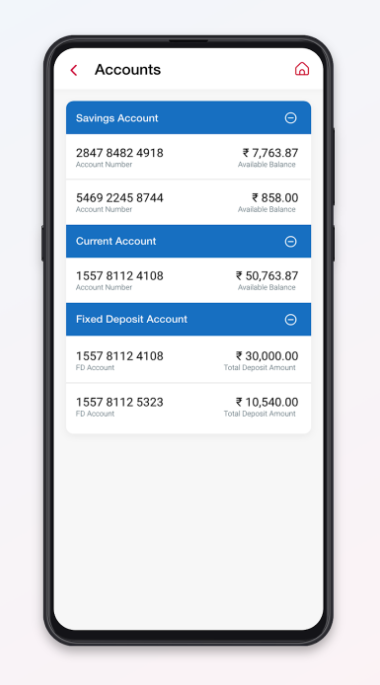 Accounts
Savings Account
2847 8482 4918 ₹ 7,763.87
Account Number Available Balance
5469 2245 8744 ₹ 858.00
Account Number Available Balance
Current Account
1557 8112 4108 ₹ 50,763.87
Account Number Available Balance
Fixed Deposit Account
1557 8112 4108 ₹ 30,000.00
FD Account Total Deposit Amount
1557 8112 5323 ₹ 10,540.00
FD Account Total Deposit Amount